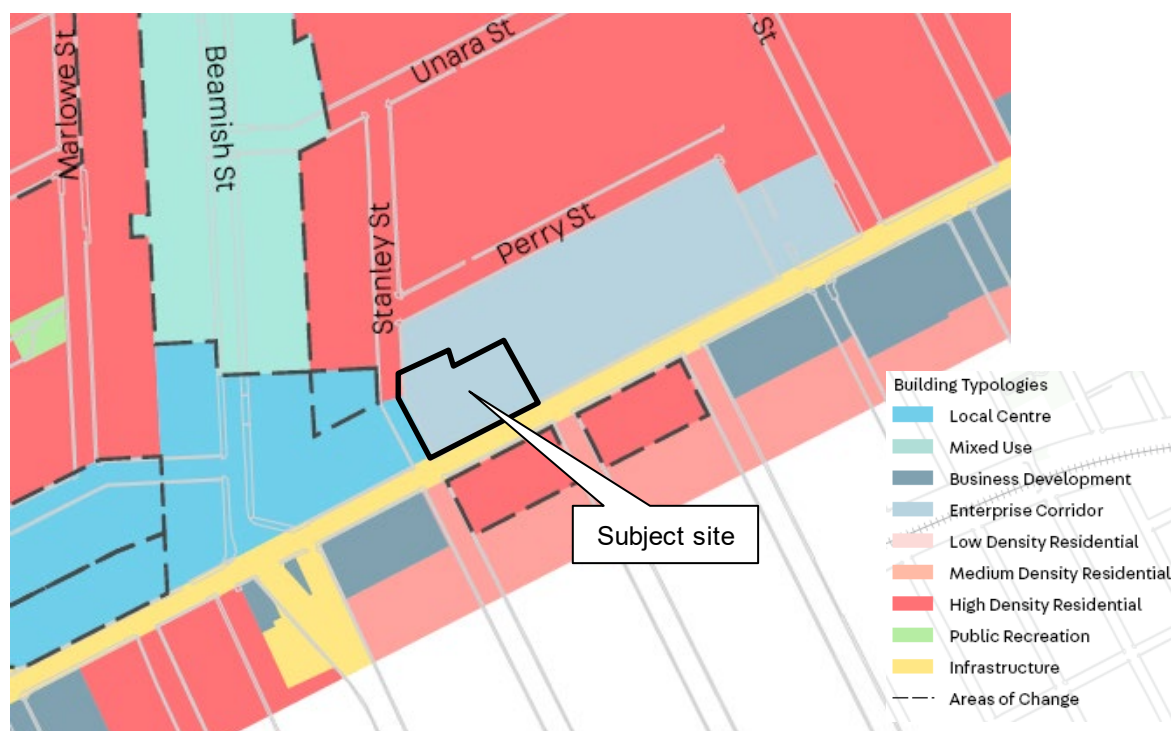 Marlowe St
Beamish St
Unara St
St
Stanley St
Perry St
Subject site
Building Typologies
Local Centre
Mixed Use
Business Development
Enterprise Corridor
Low Density Residential
Medium Density Residential
High Density Residential
Public Recreation
Infrastructure
Areas of Change